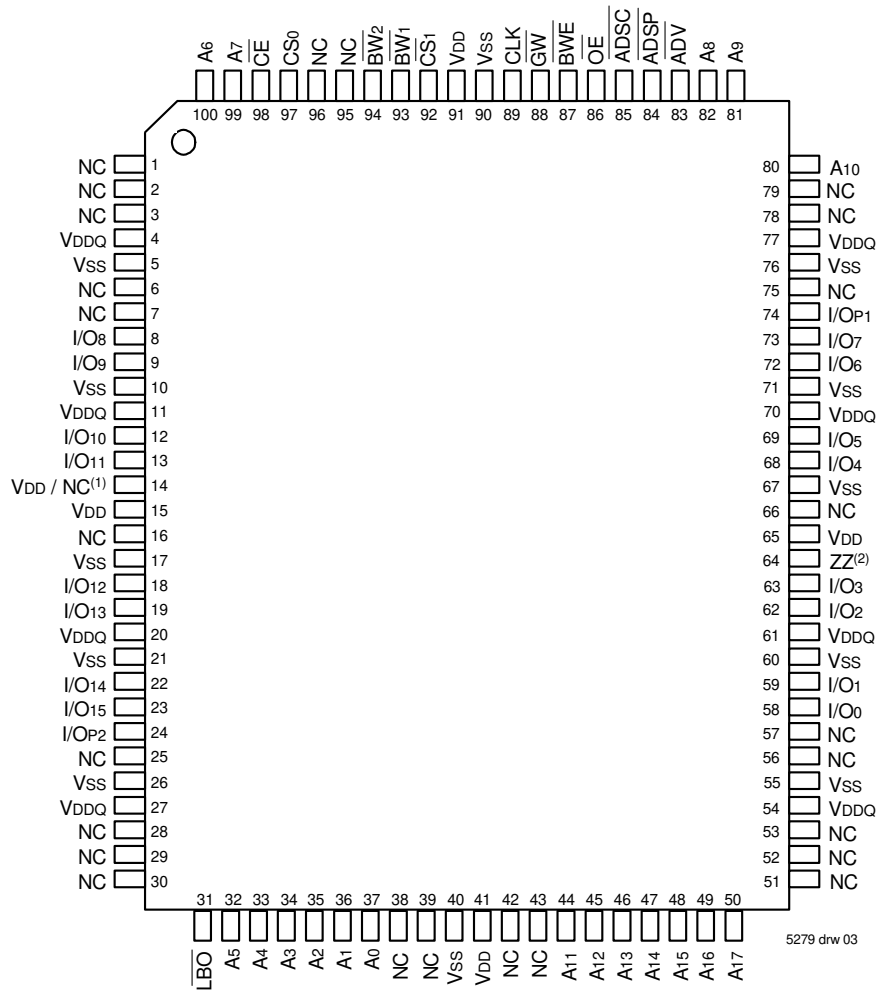 A6 A7 CE CS0 NC NC BW2 BW1 CS1 VDD VSS CLK GW BWE OE ADSC ADSP ADV A8 A9
100 99 98 97 96 95 94 93 92 91 90 89 88 87 86 85 84 83 82 81
NC 1
NC 2
NC 3
VDDQ 4
VSS 5
NC 6
NC 7
I/O8 8
I/O9 9
VSS 10
VDDQ 11
I/O10 12
I/O11 13
VDD / NC(1) 14
VDD 15
NC 16
VSS 17
I/O12 18
I/O13 19
VDDQ 20
VSS 21
I/O14 22
I/O15 23
I/OP2 24
NC 25
VSS 26
VDDQ 27
NC 28
NC 29
NC 30
80 A10
79 NC
78 NC
77 VDDQ
76 VSS
75 NC
74 I/OP1
73 I/O7
72 I/O6
71 VSS
70 VDDQ
69 I/O5
68 I/O4
67 VSS
66 NC
65 VDD
64 ZZ(2)
63 I/O3
62 I/O2
61 VDDQ
60 VSS
59 I/O1
58 I/O0
57 NC
56 NC
55 VSS
54 VDDQ
53 NC
52 NC
51 NC
31 32 33 34 35 36 37 38 39 40 41 42 43 44 45 46 47 48 49 50
LBO A5 A4 A3 A2 A1 A0 NC NC VSS VDD NC NC A11 A12 A13 A14 A15 A16 A17
5279 drw 03